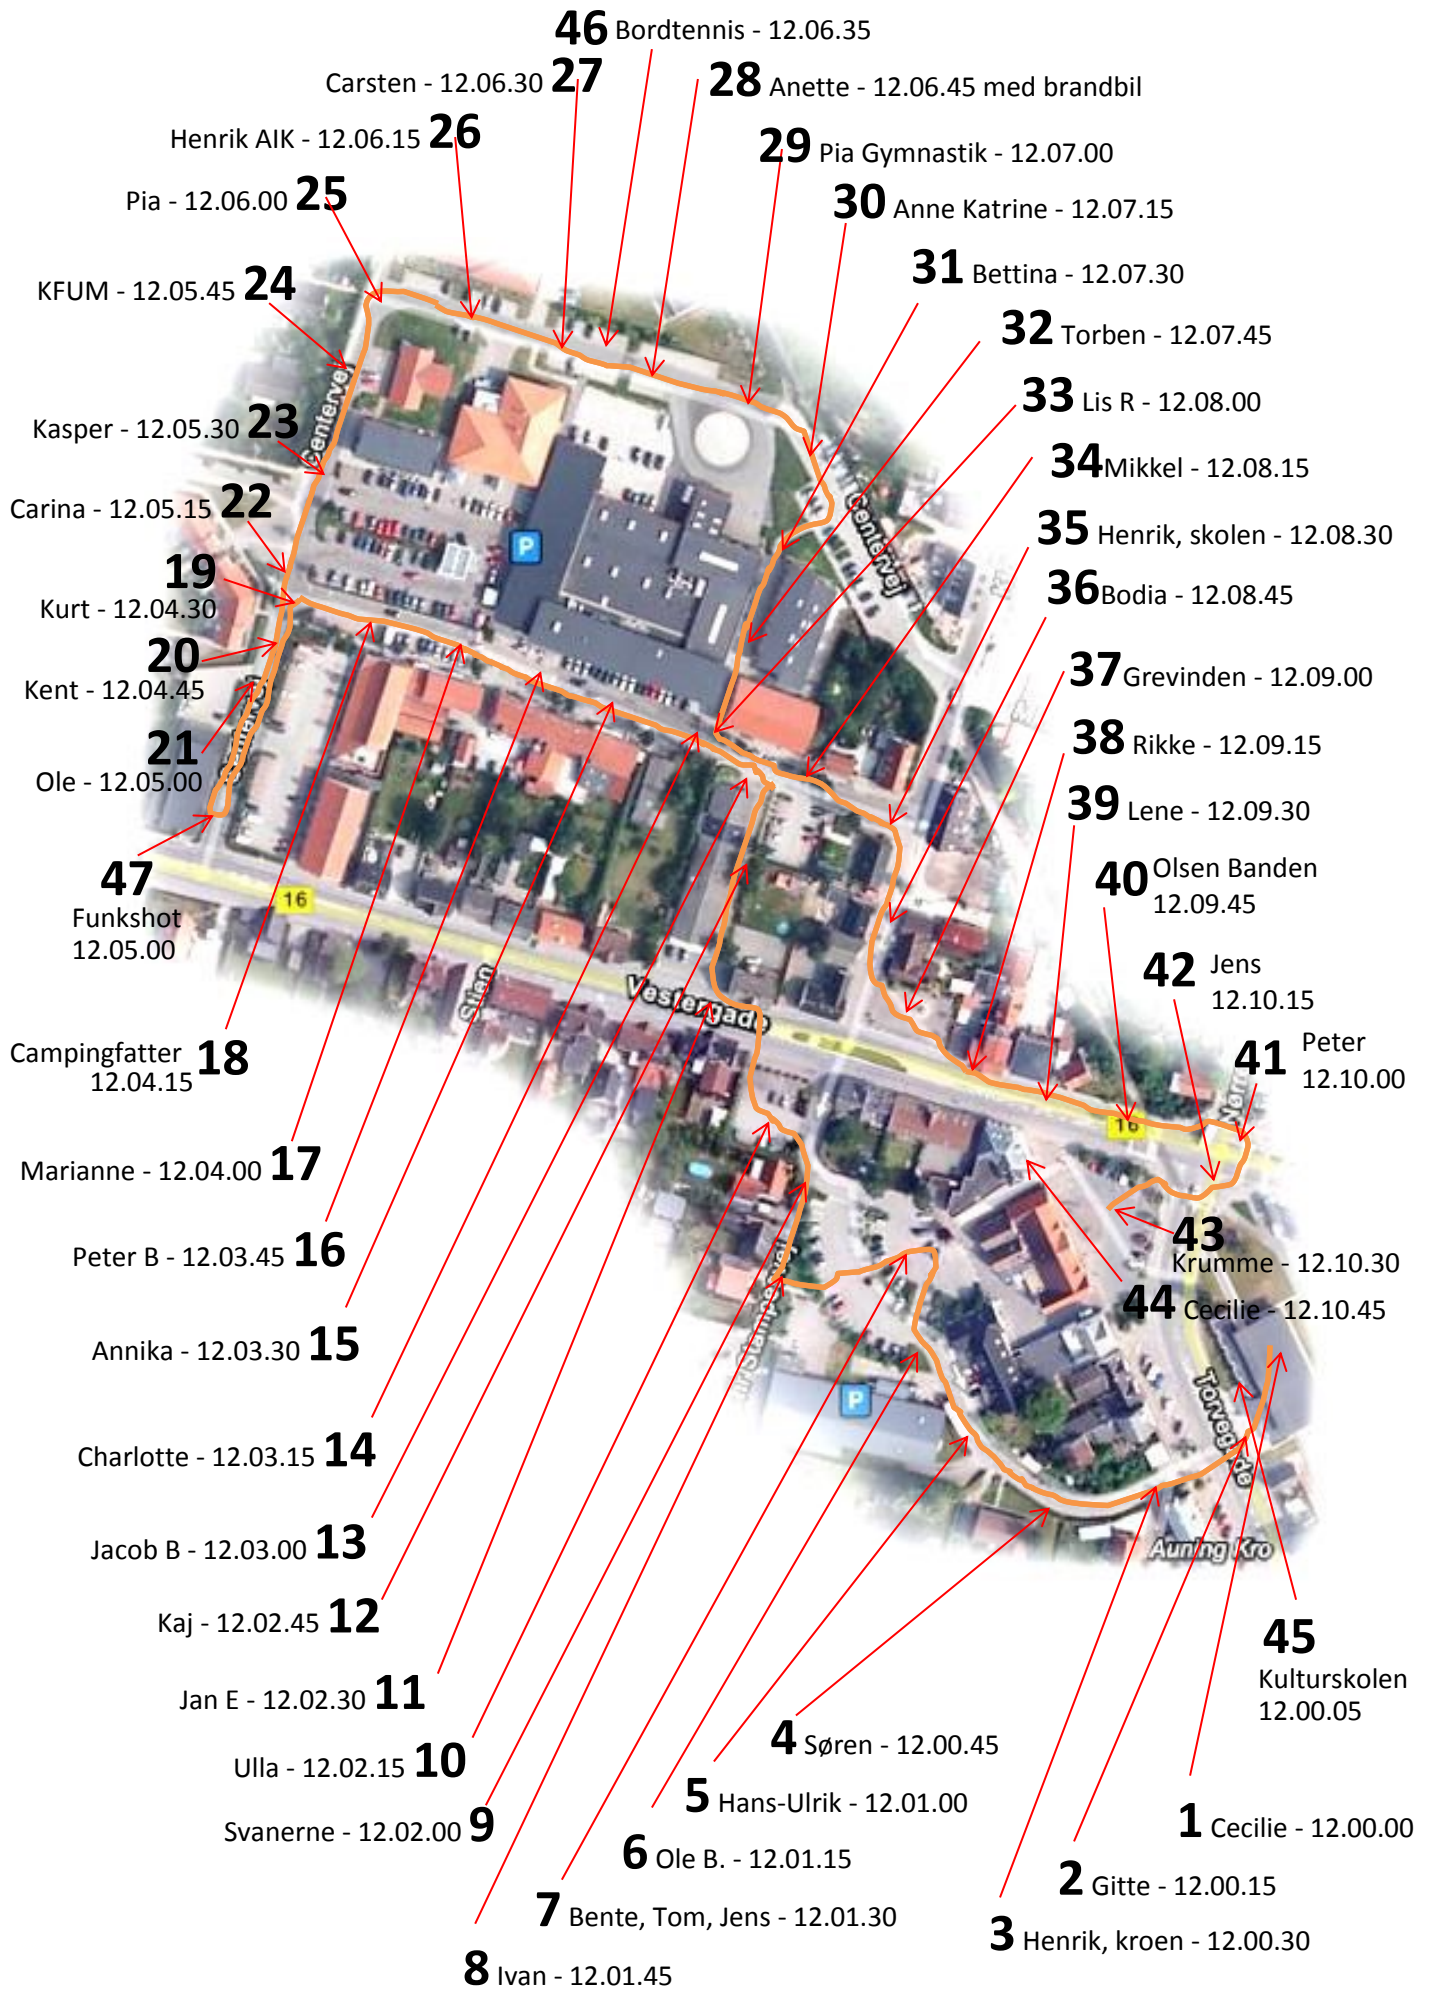 46 Bordtennis - 12.06.35
Carsten - 12.06.30 27
28 Anette - 12.06.45 med brandbil
Henrik AIK - 12.06.15 26
29 Pia Gymnastik - 12.07.00
Pia - 12.06.00 25
30 Anne Katrine - 12.07.15
KFUM - 12.05.45 24
31 Bettina - 12.07.30
32 Torben - 12.07.45
Centervej
33 Lis R - 12.08.00
Kasper - 12.05.30 23
34 Mikkel - 12.08.15
Carina - 12.05.15 22
Centervej
35 Henrik, skolen - 12.08.30
P
19
Kurt - 12.04.30
36 Bodia - 12.08.45
20
Kent - 12.04.45
37 Grevinden - 12.09.00
21
Ole - 12.05.00
38 Rikke - 12.09.15
39 Lene - 12.09.30
47
Funkshot
12.05.00
16
40 Olsen Banden
12.09.45
Stien
Vestergade
42 Jens
12.10.15
Campingfatter 18
12.04.15
41 Peter
12.10.00
Nørr
16
Marianne - 12.04.00 17
Peter B - 12.03.45 16
43
Krumme - 12.10.30
44 Cecilie - 12.10.45
Annika - 12.03.30 15
P
Torvegade
Charlotte - 12.03.15 14
Jacob B - 12.03.00 13
Auning Kro
Kaj - 12.02.45 12
45
Kulturskolen
12.00.05
Jan E - 12.02.30 11
4 Søren - 12.00.45
Ulla - 12.02.15 10
5 Hans-Ulrik - 12.01.00
Svanerne - 12.02.00 9
1 Cecilie - 12.00.00
6 Ole B. - 12.01.15
2 Gitte - 12.00.15
7 Bente, Tom, Jens - 12.01.30
3 Henrik, kroen - 12.00.30
8 Ivan - 12.01.45